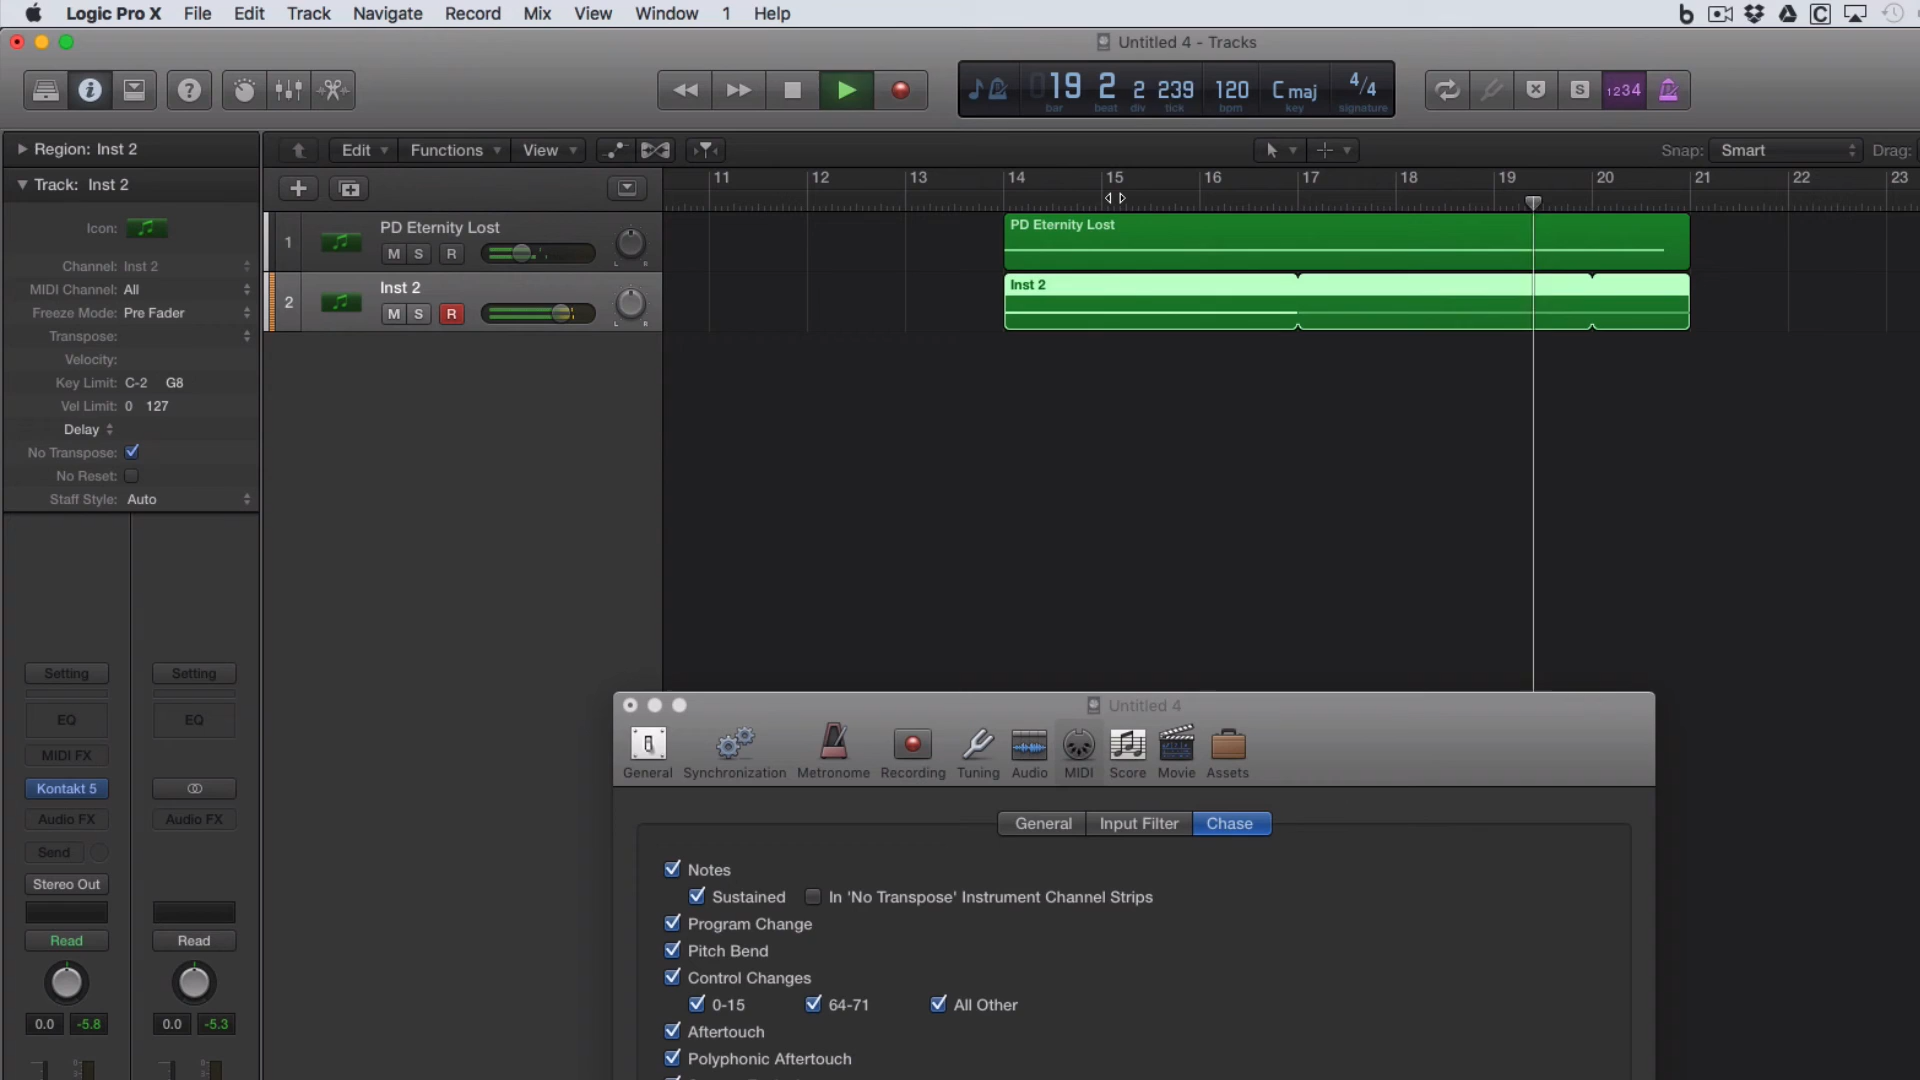 Logic Pro X File Edit Track Navigate Record Mix View Window 1 Help
Untitled 4 - Tracks
19 2 2 239 120 C maj 4/4
bar beat div tick bpm key signature
S 1234
Region: Inst 2
Edit Functions View
Snap: Smart Drag:
Track: Inst 2
11 12 13 14 15 16 17 18 19 20 21 22 23
Icon:
Channel: Inst 2
MIDI Channel: All
Freeze Mode: Pre Fader
Transpose:
Velocity:
Key Limit: C-2 G8
Vel Limit: 0 127
Delay
No Transpose:
No Reset:
Staff Style: Auto
1 PD Eternity Lost
M S R L R
2 Inst 2
M S R L R
PD Eternity Lost
Inst 2
Setting Setting
EQ EQ
MIDI FX
Kontakt 5
Audio FX Audio FX
Send
Stereo Out
Read Read
0.0 -5.8 0.0 -5.3
Untitled 4
General Synchronization Metronome Recording Tuning Audio MIDI Score Movie Assets
General Input Filter Chase
Notes
Sustained In 'No Transpose' Instrument Channel Strips
Program Change
Pitch Bend
Control Changes
0-15 64-71 All Other
Aftertouch
Polyphonic Aftertouch